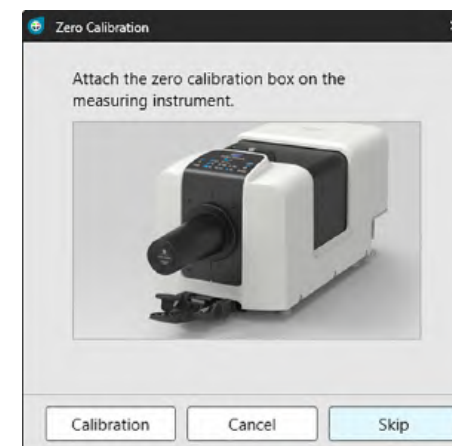 Zero Calibration
Attach the zero calibration box on the
measuring instrument.
Calibration
Cancel
Skip